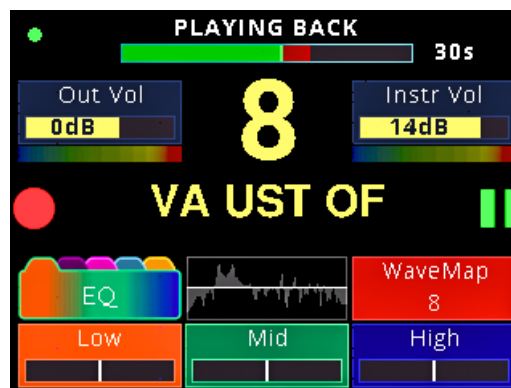 PLAYING BACK
30s
Out Vol
0dB
8
Instr Vol
14dB
VA UST OF
EQ
WaveMap
8
Low
Mid
High